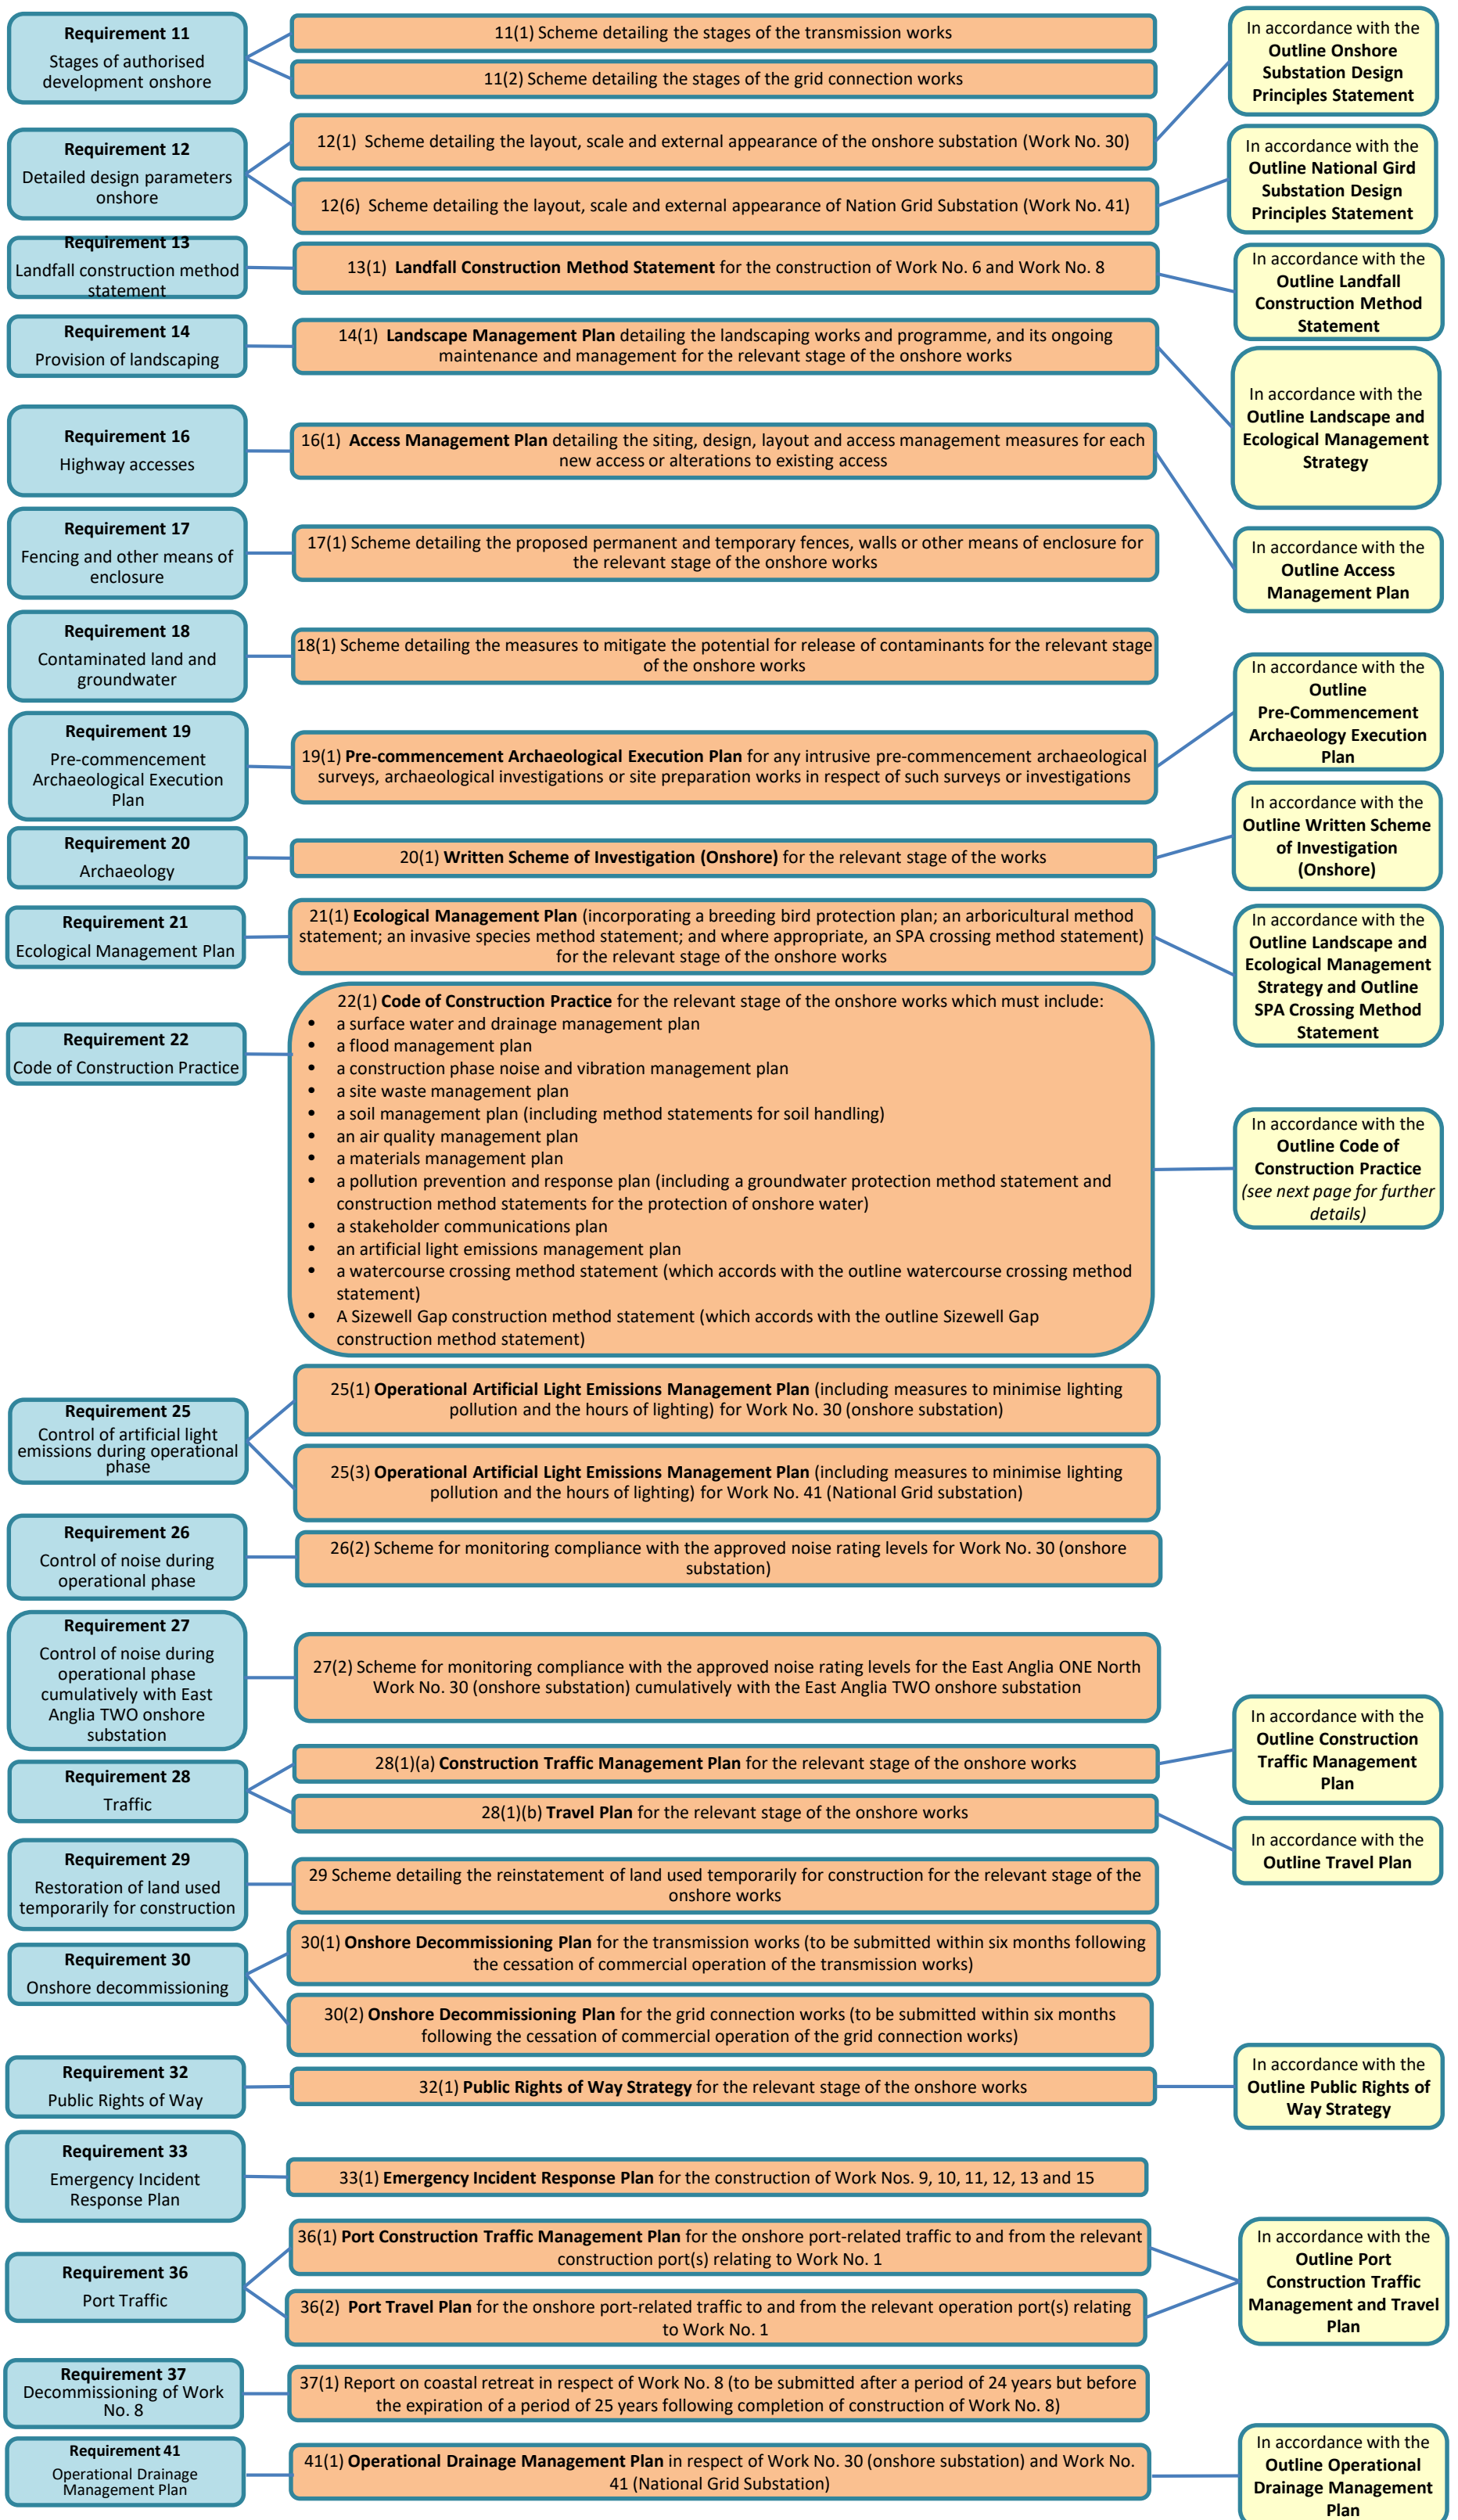 Requirement 11
Stages of authorised
development onshore
11(1) Scheme detailing the stages of the transmission works
11(2) Scheme detailing the stages of the grid connection works
In accordance with the
Outline Onshore
Substation Design
Principles Statement
Requirement 12
Detailed design parameters
onshore
12(1) Scheme detailing the layout, scale and external appearance of the onshore substation (Work No. 30)
12(6) Scheme detailing the layout, scale and external appearance of Nation Grid Substation (Work No. 41)
In accordance with the
Outline National Gird
Substation Design
Principles Statement
Requirement 13
Landfall construction method
statement
13(1) Landfall Construction Method Statement for the construction of Work No. 6 and Work No. 8
In accordance with the
Outline Landfall
Construction Method
Statement
Requirement 14
Provision of landscaping
14(1) Landscape Management Plan detailing the landscaping works and programme, and its ongoing
maintenance and management for the relevant stage of the onshore works
In accordance with the
Outline Landscape and
Ecological Management
Strategy
Requirement 16
Highway accesses
16(1) Access Management Plan detailing the siting, design, layout and access management measures for each
new access or alterations to existing access
In accordance with the
Outline Access
Management Plan
Requirement 17
Fencing and other means of
enclosure
17(1) Scheme detailing the proposed permanent and temporary fences, walls or other means of enclosure for
the relevant stage of the onshore works
Requirement 18
Contaminated land and
groundwater
18(1) Scheme detailing the measures to mitigate the potential for release of contaminants for the relevant stage
of the onshore works
Requirement 19
Pre-commencement
Archaeological Execution
Plan
19(1) Pre-commencement Archaeological Execution Plan for any intrusive pre-commencement archaeological
surveys, archaeological investigations or site preparation works in respect of such surveys or investigations
In accordance with the
Outline
Pre-Commencement
Archaeology Execution
Plan
Requirement 20
Archaeology
20(1) Written Scheme of Investigation (Onshore) for the relevant stage of the works
In accordance with the
Outline Written Scheme
of Investigation
(Onshore)
Requirement 21
Ecological Management Plan
21(1) Ecological Management Plan (incorporating a breeding bird protection plan; an arboricultural method
statement; an invasive species method statement; and where appropriate, an SPA crossing method statement)
for the relevant stage of the onshore works
In accordance with the
Outline Landscape and
Ecological Management
Strategy and Outline
SPA Crossing Method
Statement
Requirement 22
Code of Construction Practice
22(1) Code of Construction Practice for the relevant stage of the onshore works which must include:
• a surface water and drainage management plan
• a flood management plan
• a construction phase noise and vibration management plan
• a site waste management plan
• a soil management plan (including method statements for soil handling)
• an air quality management plan
• a materials management plan
• a pollution prevention and response plan (including a groundwater protection method statement and
construction method statements for the protection of onshore water)
• a stakeholder communications plan
• an artificial light emissions management plan
• a watercourse crossing method statement (which accords with the outline watercourse crossing method
statement)
• A Sizewell Gap construction method statement (which accords with the outline Sizewell Gap
construction method statement)
In accordance with the
Outline Code of
Construction Practice
(see next page for further
details)
Requirement 25
Control of artificial light
emissions during operational
phase
25(1) Operational Artificial Light Emissions Management Plan (including measures to minimise lighting
pollution and the hours of lighting) for Work No. 30 (onshore substation)
25(3) Operational Artificial Light Emissions Management Plan (including measures to minimise lighting
pollution and the hours of lighting) for Work No. 41 (National Grid substation)
Requirement 26
Control of noise during
operational phase
26(2) Scheme for monitoring compliance with the approved noise rating levels for Work No. 30 (onshore
substation)
Requirement 27
Control of noise during
operational phase
cumulatively with East
Anglia TWO onshore
substation
27(2) Scheme for monitoring compliance with the approved noise rating levels for the East Anglia ONE North
Work No. 30 (onshore substation) cumulatively with the East Anglia TWO onshore substation
Requirement 28
Traffic
28(1)(a) Construction Traffic Management Plan for the relevant stage of the onshore works
28(1)(b) Travel Plan for the relevant stage of the onshore works
In accordance with the
Outline Construction
Traffic Management
Plan
In accordance with the
Outline Travel Plan
Requirement 29
Restoration of land used
temporarily for construction
29 Scheme detailing the reinstatement of land used temporarily for construction for the relevant stage of the
onshore works
Requirement 30
Onshore decommissioning
30(1) Onshore Decommissioning Plan for the transmission works (to be submitted within six months following
the cessation of commercial operation of the transmission works)
30(2) Onshore Decommissioning Plan for the grid connection works (to be submitted within six months
following the cessation of commercial operation of the grid connection works)
Requirement 32
Public Rights of Way
32(1) Public Rights of Way Strategy for the relevant stage of the onshore works
In accordance with the
Outline Public Rights of
Way Strategy
Requirement 33
Emergency Incident
Response Plan
33(1) Emergency Incident Response Plan for the construction of Work Nos. 9, 10, 11, 12, 13 and 15
Requirement 36
Port Traffic
36(1) Port Construction Traffic Management Plan for the onshore port-related traffic to and from the relevant
construction port(s) relating to Work No. 1
36(2) Port Travel Plan for the onshore port-related traffic to and from the relevant operation port(s) relating
to Work No. 1
In accordance with the
Outline Port
Construction Traffic
Management and Travel
Plan
Requirement 37
Decommissioning of Work
No. 8
37(1) Report on coastal retreat in respect of Work No. 8 (to be submitted after a period of 24 years but before
the expiration of a period of 25 years following completion of construction of Work No. 8)
Requirement 41
Operational Drainage
Management Plan
41(1) Operational Drainage Management Plan in respect of Work No. 30 (onshore substation) and Work No.
41 (National Grid Substation)
In accordance with the
Outline Operational
Drainage Management
Plan